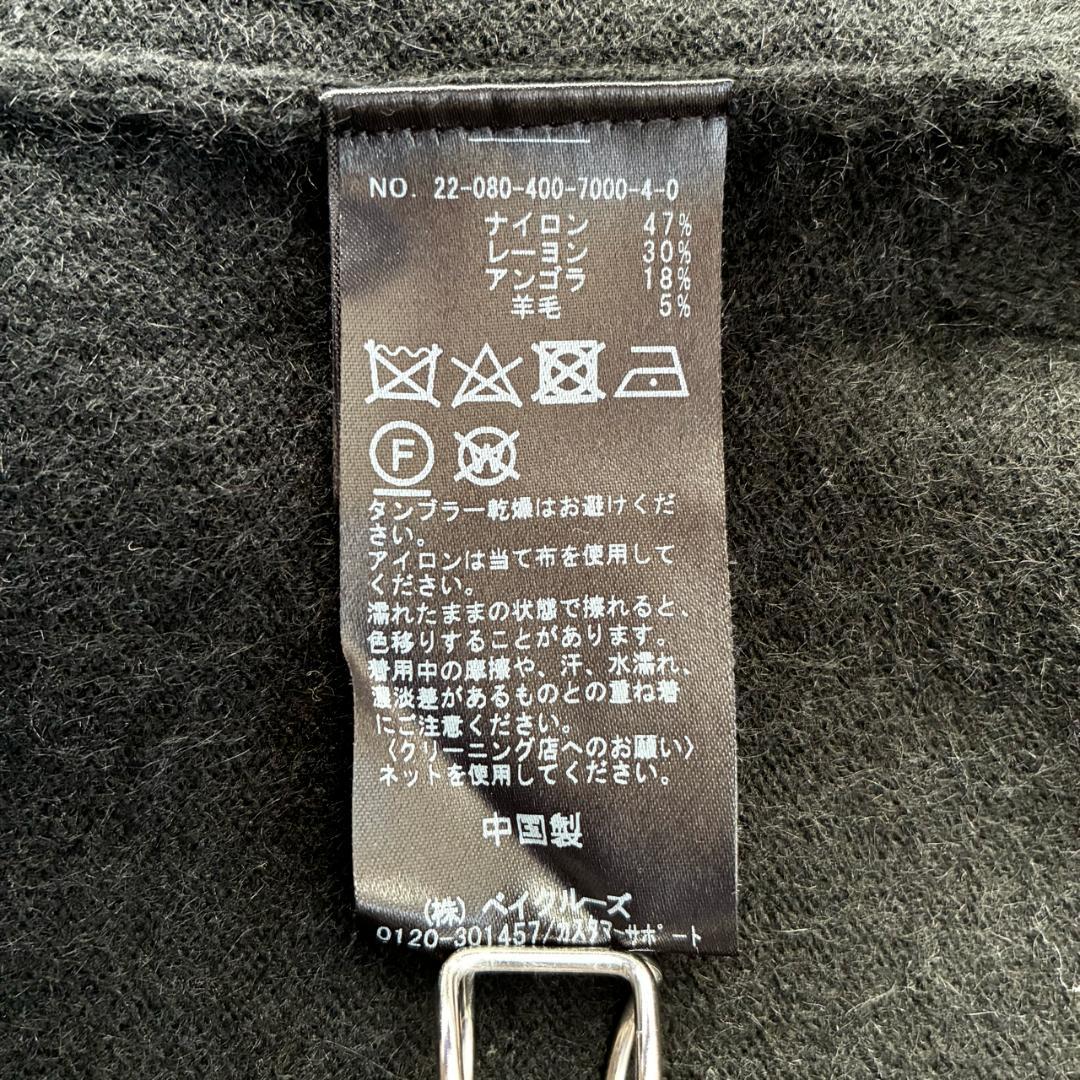 NO. 22-080-400-7000-4-0
ナイロン 47%
レーヨン 30%
アンゴラ 18%
羊毛 5%
F
W
タンブラー乾燥はお避けくだ
さい。
アイロンは当て布を使用して
ください。
濡れたままの状態で擦れると、
色移りすることがあります。
着用中の摩擦や、汗、水濡れ、
濃淡差があるものとの重ね着
にご注意ください。
〈クリーニング店へのお願い〉
ネットを使用してください。
中国製
(株) ベイクルーズ
0120-301457/カスタマーサポート